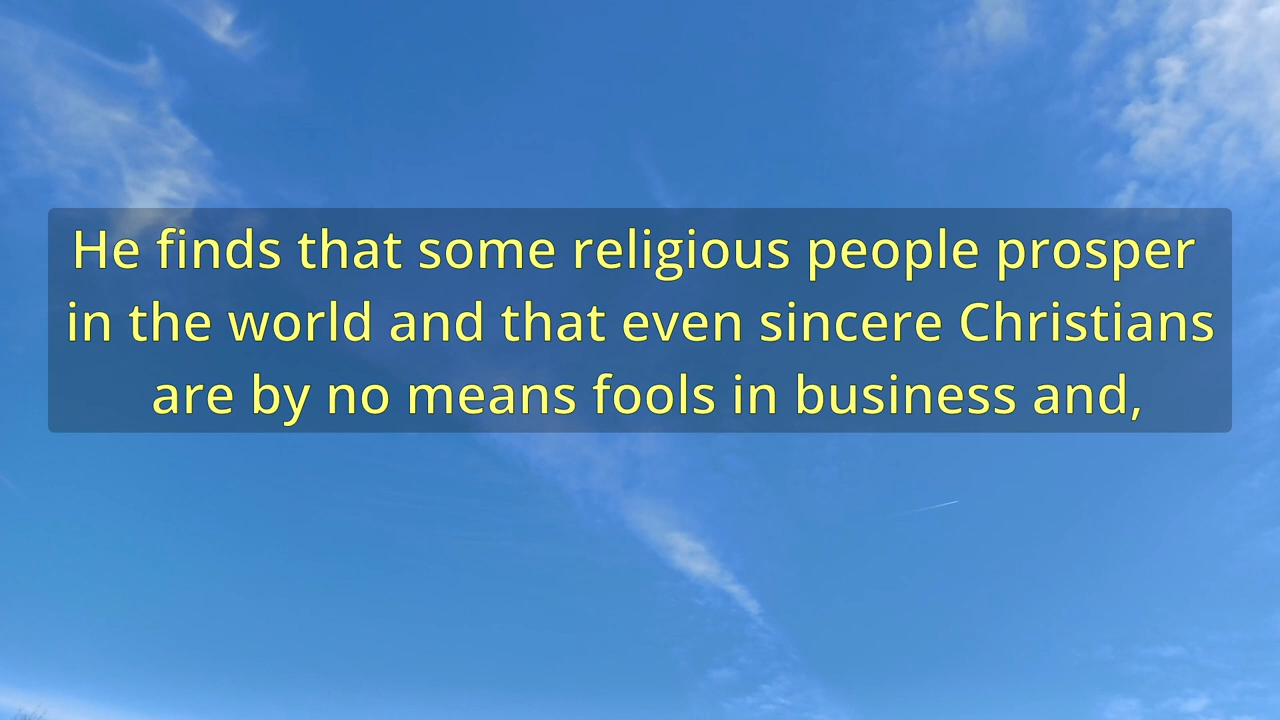 He finds that some religious people prosper
in the world and that even sincere Christians
are by no means fools in business and,